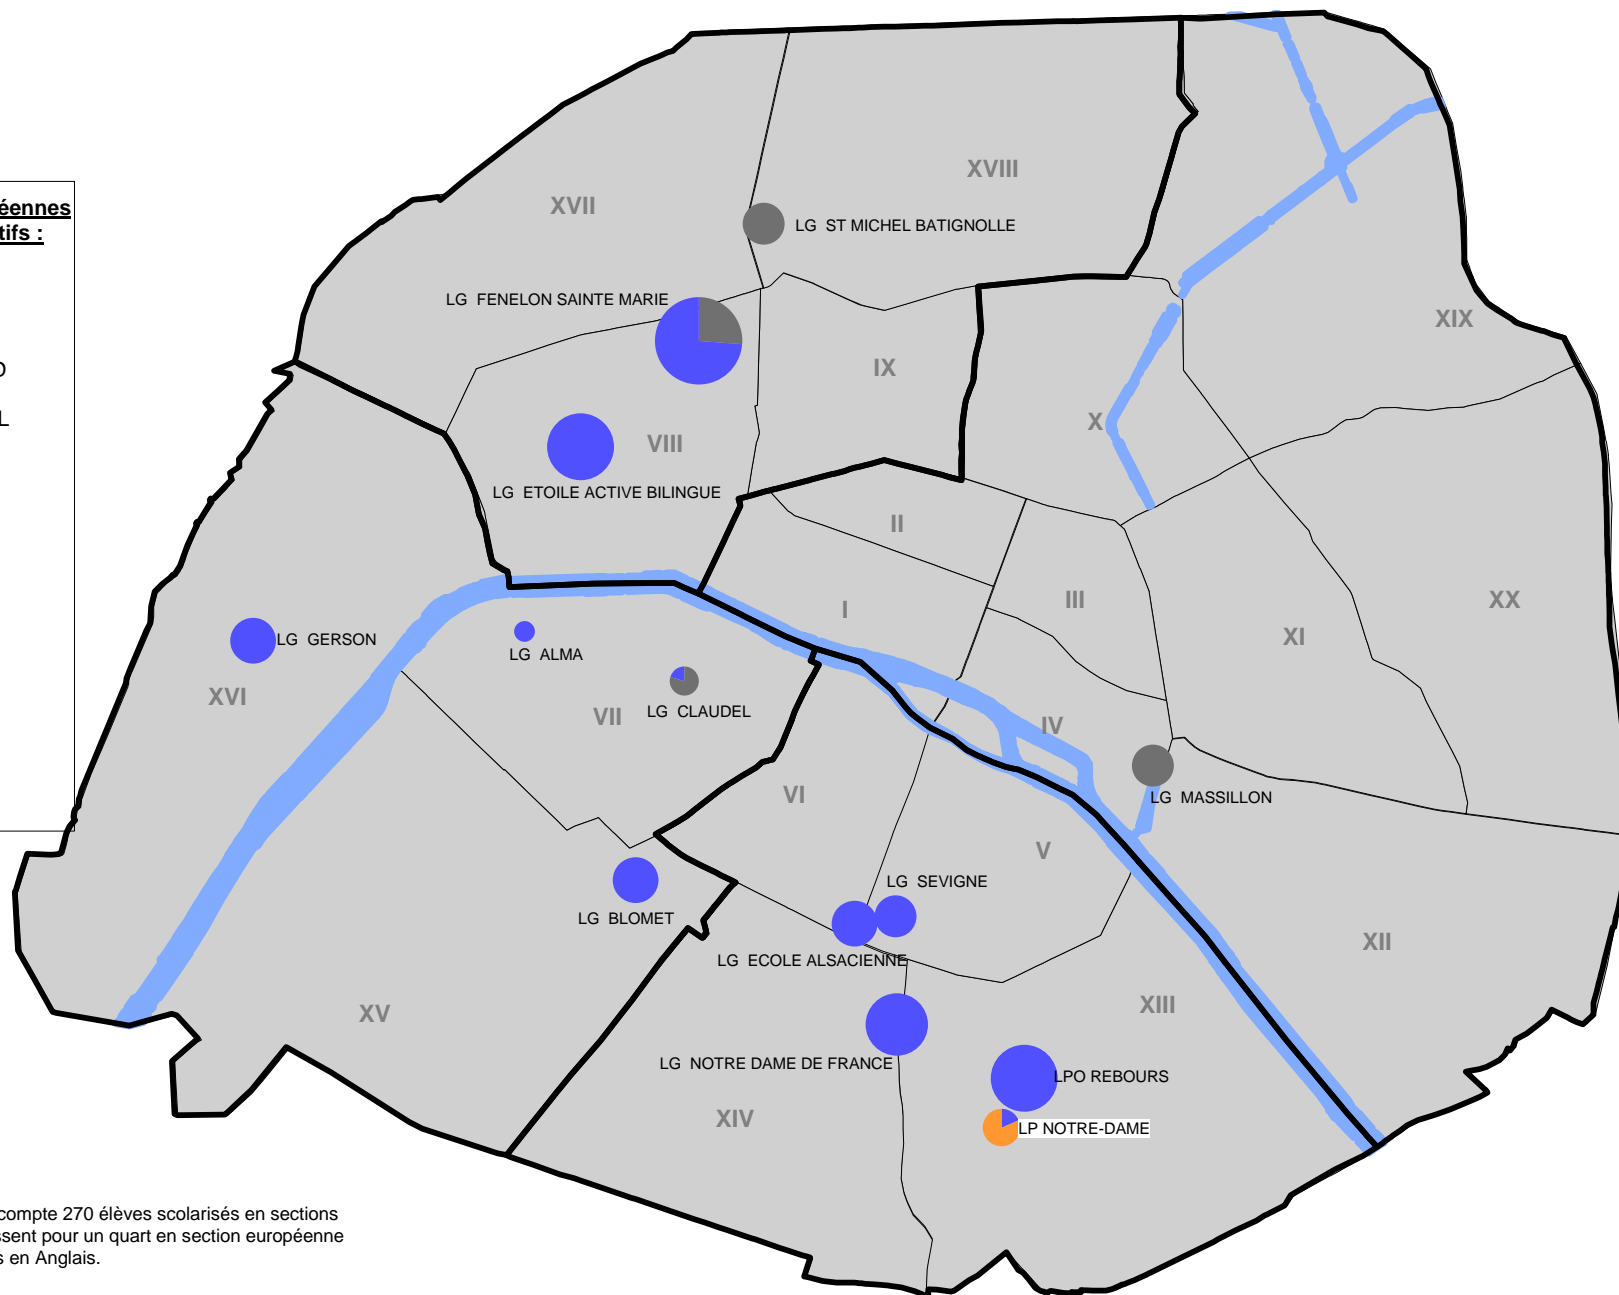 éennes
tifs :
D
L
XVII
XVIII
LG ST MICHEL BATIGNOLLE
LG FENELON SAINTE MARIE
XIX
IX
X
VIII
LG ETOILE ACTIVE BILINGUE
II
I
III
XX
XI
LG GERSON
XVI
LG ALMA
VII
LG CLAUDEL
IV
VI
LG MASSILLON
V
LG SEVIGNE
LG BLOMET
LG ECOLE ALSACIENNE
XII
XV
XIII
LG NOTRE DAME DE FRANCE
LPO REBOURS
XIV
LP NOTRE-DAME
compte 270 élèves scolarisés en sections
ssent pour un quart en section européenne
s en Anglais.